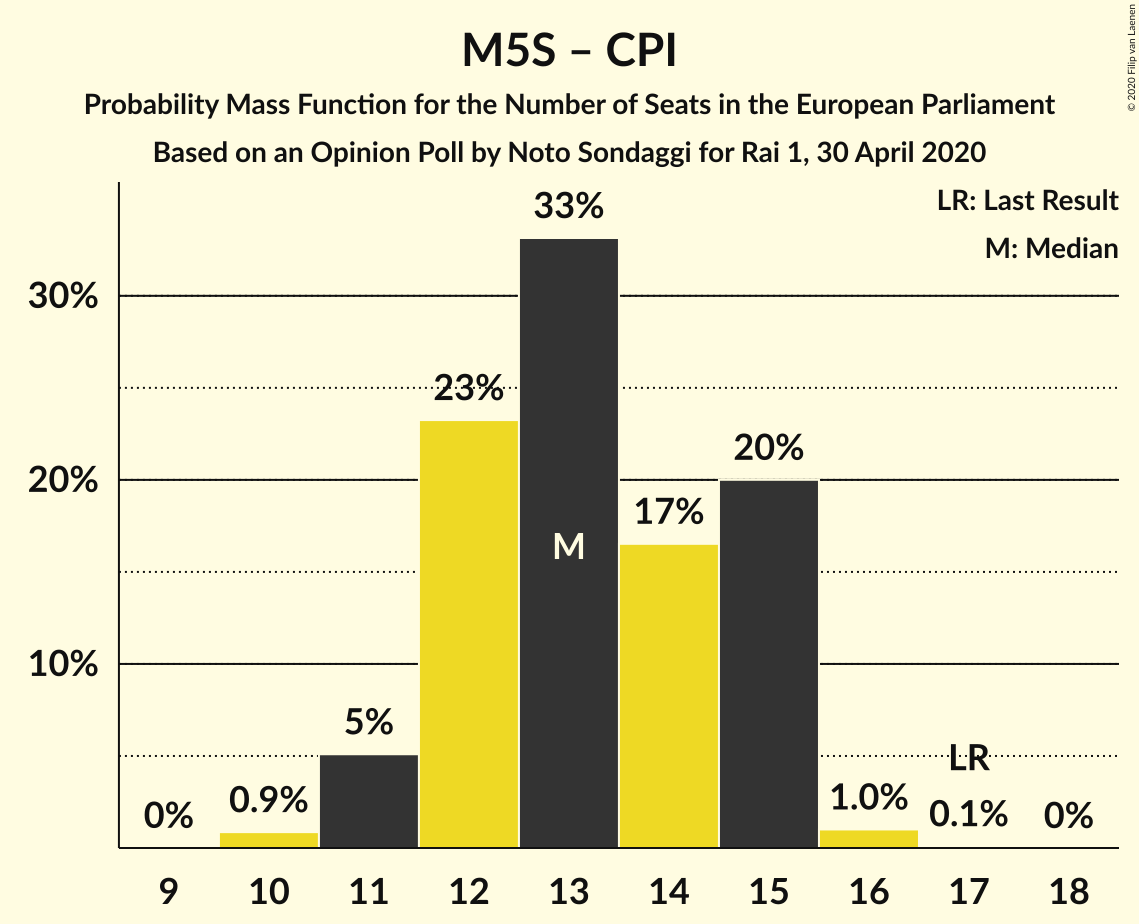 M5S – CPI
Probability Mass Function for the Number of Seats in the European Parliament
Based on an Opinion Poll by Noto Sondaggi for Rai 1, 30 April 2020
© 2020 Filip van Laenen
LR: Last Result
M: Median
30%
20%
10%
0%
0.9%
5%
23%
33%
M
17%
20%
1.0%
LR
0.1%
0%
9 10 11 12 13 14 15 16 17 18